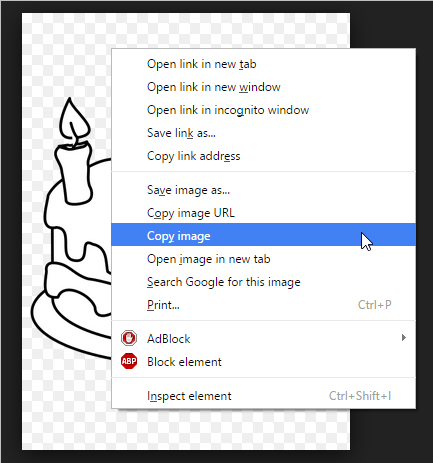 Open link in new tab
Open link in new window
Open link in incognito window
Save link as...
Copy link address
Save image as...
Copy image URL
Copy image
Open image in new tab
Search Google for this image
Print... Ctrl+P
AdBlock
ABP Block element
Inspect element Ctrl+Shift+I